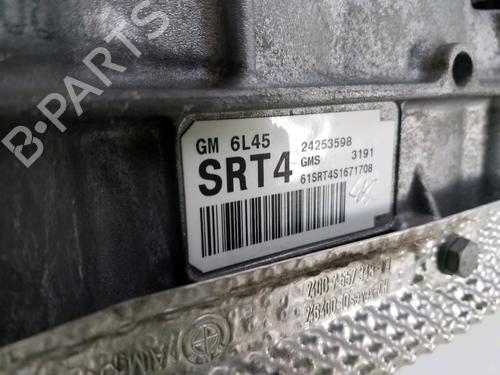 B-PARTS
GM 6L45 24253598
SRT4 GMS 3191
61SRT4S1671708